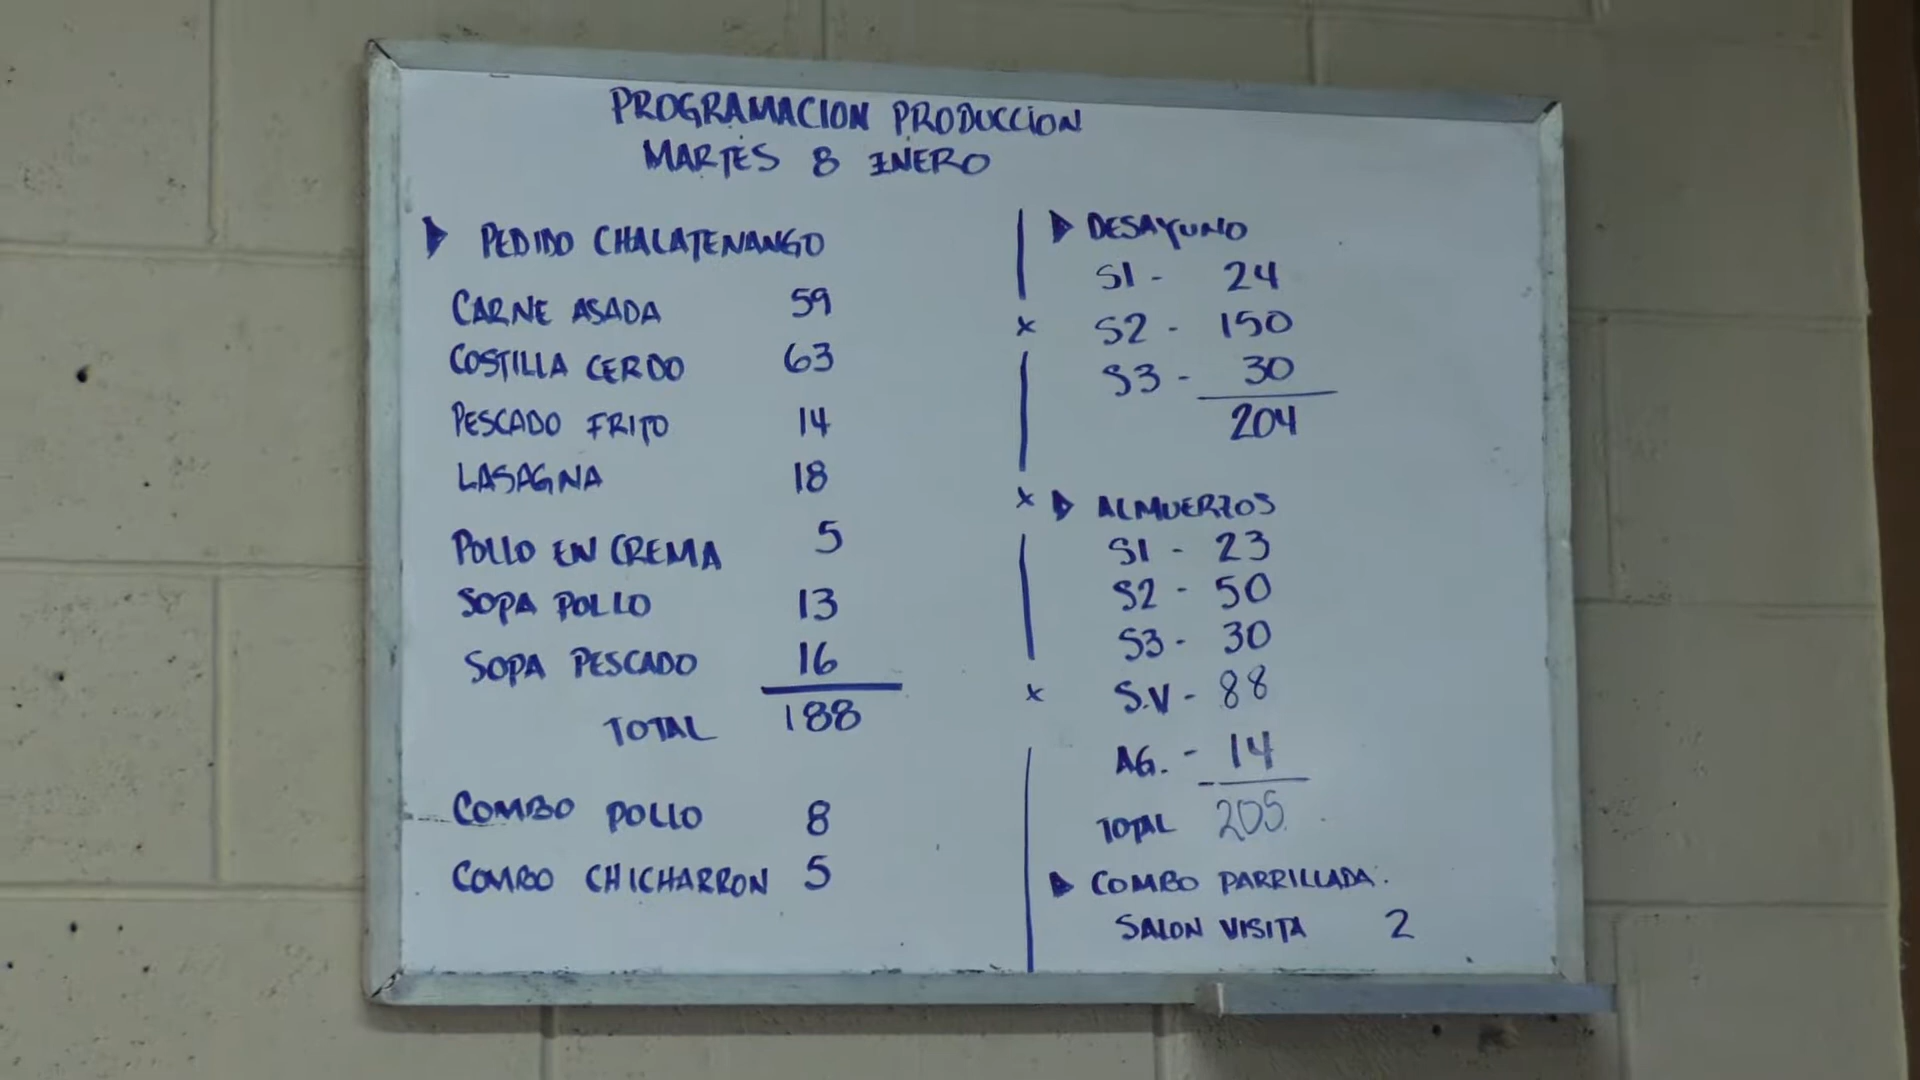 PROGRAMACION PRODUCCION
MARTES 8 ENERO
PEDIDO CHALATENANGO
CARNE ASADA 59
COSTILLA CERDO 63
PESCADO FRITO 14
LASAGNA 18
POLLO EN CREMA 5
SOPA POLLO 13
SOPA PESCADO 16
TOTAL 188
COMBO POLLO 8
COMBO CHICHARRON 5
DESAYUNO
S1 - 24
S2 - 150
S3 - 30
204
ALMUERZOS
S1 - 23
S2 - 50
S3 - 30
S.V - 88
AG. - 14
TOTAL 205
COMBO PARRILLADA:
SALON VISITA 2